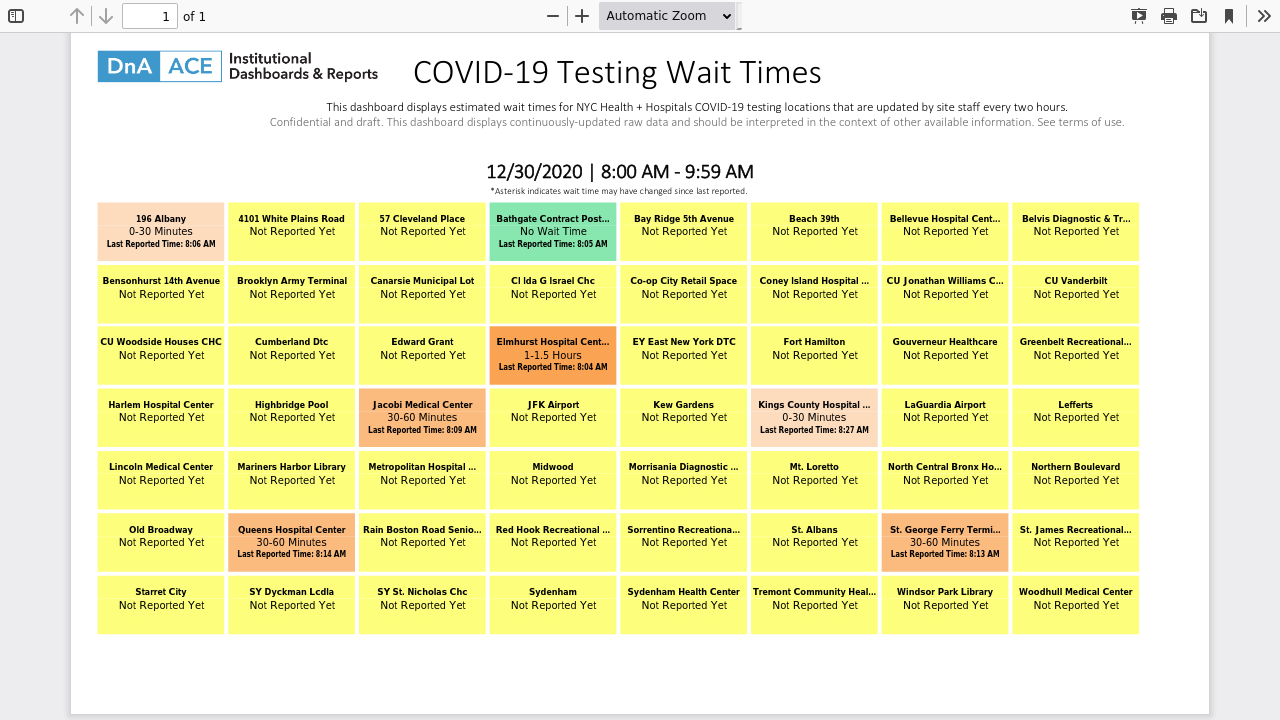 1 of 1 Automatic Zoom
DnA ACE Institutional
Dashboards & Reports
COVID-19 Testing Wait Times
This dashboard displays estimated wait times for NYC Health + Hospitals COVID-19 testing locations that are updated by site staff every two hours.
Confidential and draft. This dashboard displays continuously-updated raw data and should be interpreted in the context of other available information. See terms of use.
12/30/2020 | 8:00 AM - 9:59 AM
*Asterisk indicates wait time may have changed since last reported.
196 Albany 4101 White Plains Road 57 Cleveland Place Bathgate Contract Post... Bay Ridge 5th Avenue Beach 39th Bellevue Hospital Cent... Belvis Diagnostic & Tr...
0-30 Minutes Not Reported Yet Not Reported Yet No Wait Time Not Reported Yet Not Reported Yet Not Reported Yet Not Reported Yet
Last Reported Time: 8:06 AM Last Reported Time: 8:05 AM
Bensonhurst 14th Avenue Brooklyn Army Terminal Canarsie Municipal Lot CI Ida G Israel Chc Co-op City Retail Space Coney Island Hospital ... CU Jonathan Williams C... CU Vanderbilt
Not Reported Yet Not Reported Yet Not Reported Yet Not Reported Yet Not Reported Yet Not Reported Yet Not Reported Yet Not Reported Yet
CU Woodside Houses CHC Cumberland Dtc Edward Grant Elmhurst Hospital Cent... EY East New York DTC Fort Hamilton Gouverneur Healthcare Greenbelt Recreational...
Not Reported Yet Not Reported Yet Not Reported Yet 1-1.5 Hours Not Reported Yet Not Reported Yet Not Reported Yet Not Reported Yet
Last Reported Time: 8:04 AM
Harlem Hospital Center Highbridge Pool Jacobi Medical Center JFK Airport Kew Gardens Kings County Hospital ... LaGuardia Airport Lefferts
Not Reported Yet Not Reported Yet 30-60 Minutes Not Reported Yet Not Reported Yet 0-30 Minutes Not Reported Yet Not Reported Yet
Last Reported Time: 8:09 AM Last Reported Time: 8:27 AM
Lincoln Medical Center Mariners Harbor Library Metropolitan Hospital ... Midwood Morrisania Diagnostic ... Mt. Loretto North Central Bronx Ho... Northern Boulevard
Not Reported Yet Not Reported Yet Not Reported Yet Not Reported Yet Not Reported Yet Not Reported Yet Not Reported Yet Not Reported Yet
Old Broadway Queens Hospital Center Rain Boston Road Senio... Red Hook Recreational ... Sorrentino Recreationa... St. Albans St. George Ferry Termi... St. James Recreational...
Not Reported Yet 30-60 Minutes Not Reported Yet Not Reported Yet Not Reported Yet Not Reported Yet 30-60 Minutes Not Reported Yet
Last Reported Time: 8:14 AM Last Reported Time: 8:13 AM
Starret City SY Dyckman Lcdla SY St. Nicholas Chc Sydenham Sydenham Health Center Tremont Community Heal... Windsor Park Library Woodhull Medical Center
Not Reported Yet Not Reported Yet Not Reported Yet Not Reported Yet Not Reported Yet Not Reported Yet Not Reported Yet Not Reported Yet